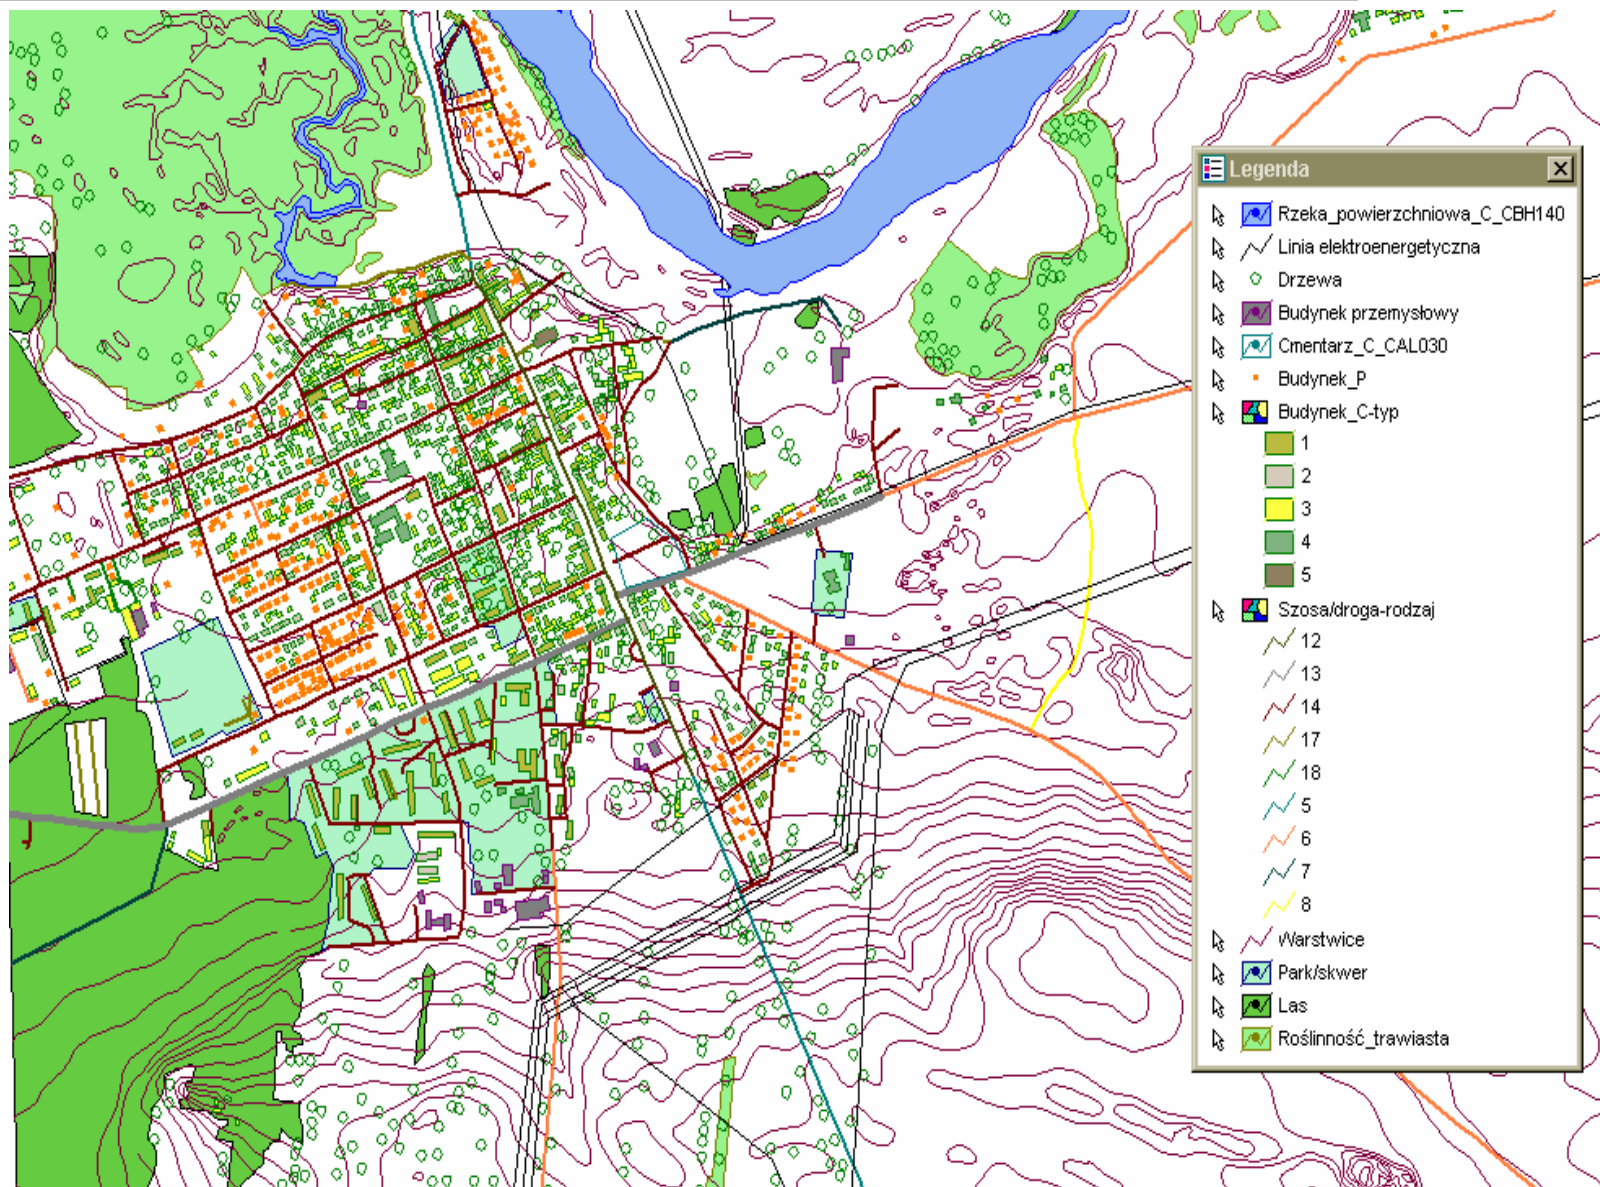 Legenda
Rzeka_powierzchniowa_C_CBH140
Linia elektroenergetyczna
Drzewa
Budynek przemysłowy
Cmentarz_C_CAL030
Budynek_P
Budynek_C-typ
1
2
3
4
5
Szosa/droga-rodzaj
12
13
14
17
18
5
6
7
8
Warstwice
Park/skwer
Las
Roślinność_trawiasta